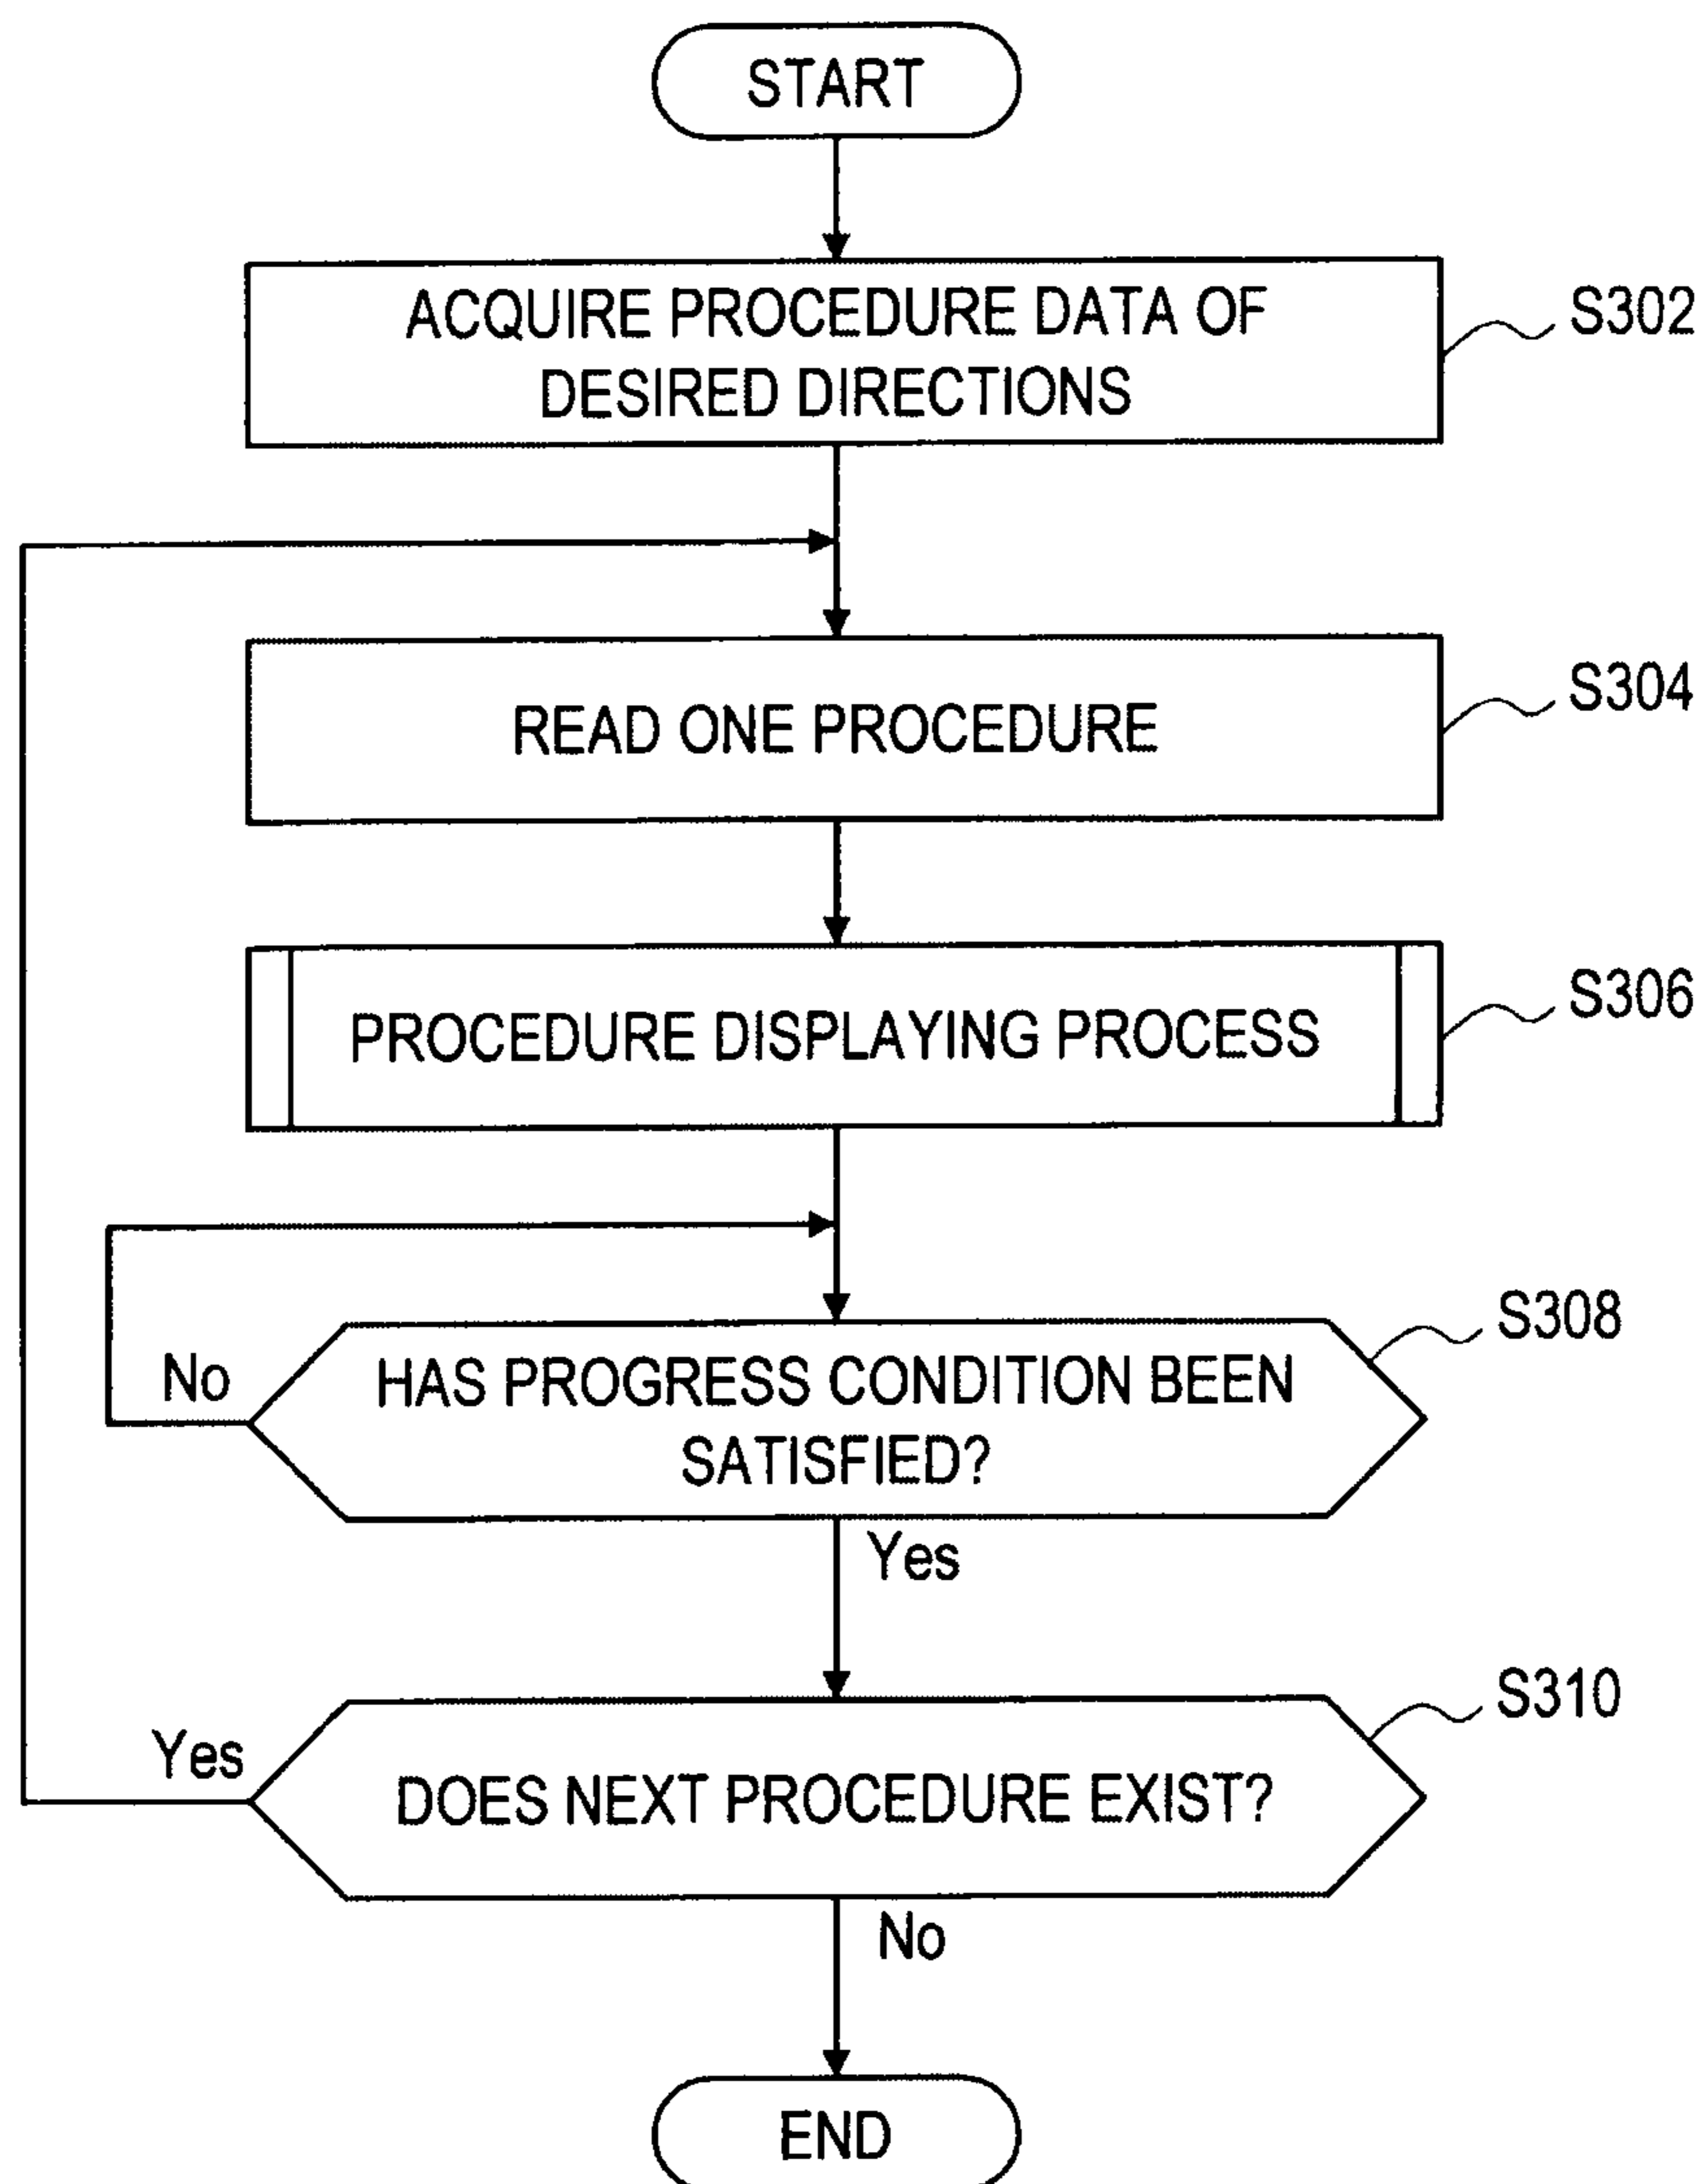 START
ACQUIRE PROCEDURE DATA OF
DESIRED DIRECTIONS
S302
READ ONE PROCEDURE
S304
PROCEDURE DISPLAYING PROCESS
S306
HAS PROGRESS CONDITION BEEN
SATISFIED?
S308
No
Yes
DOES NEXT PROCEDURE EXIST?
S310
Yes
No
END